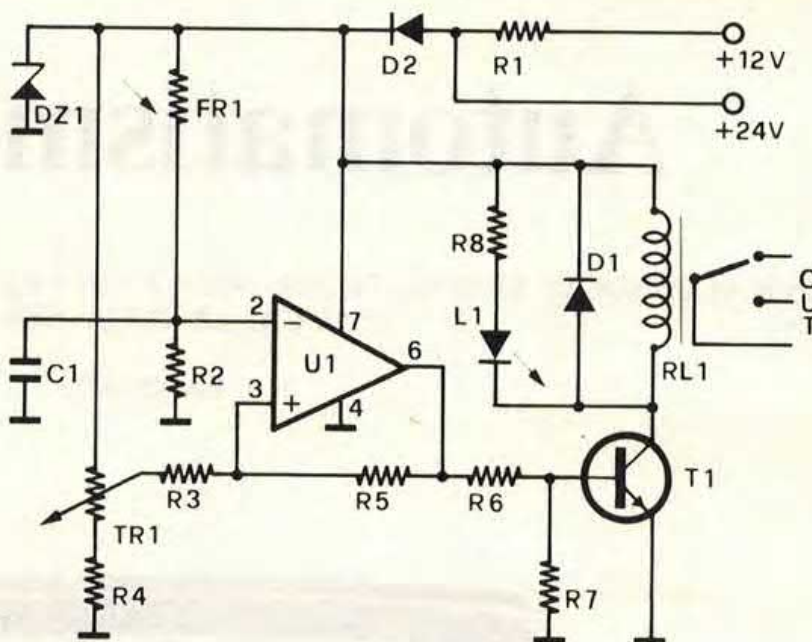 +12V
D2
R1
+24V
DZ1
FR1
R8
D1
L1
OUT
RL1
2
7
−
U1
6
C1
R2
3
+
4
T1
R3
R5
R6
TR1
R4
R7